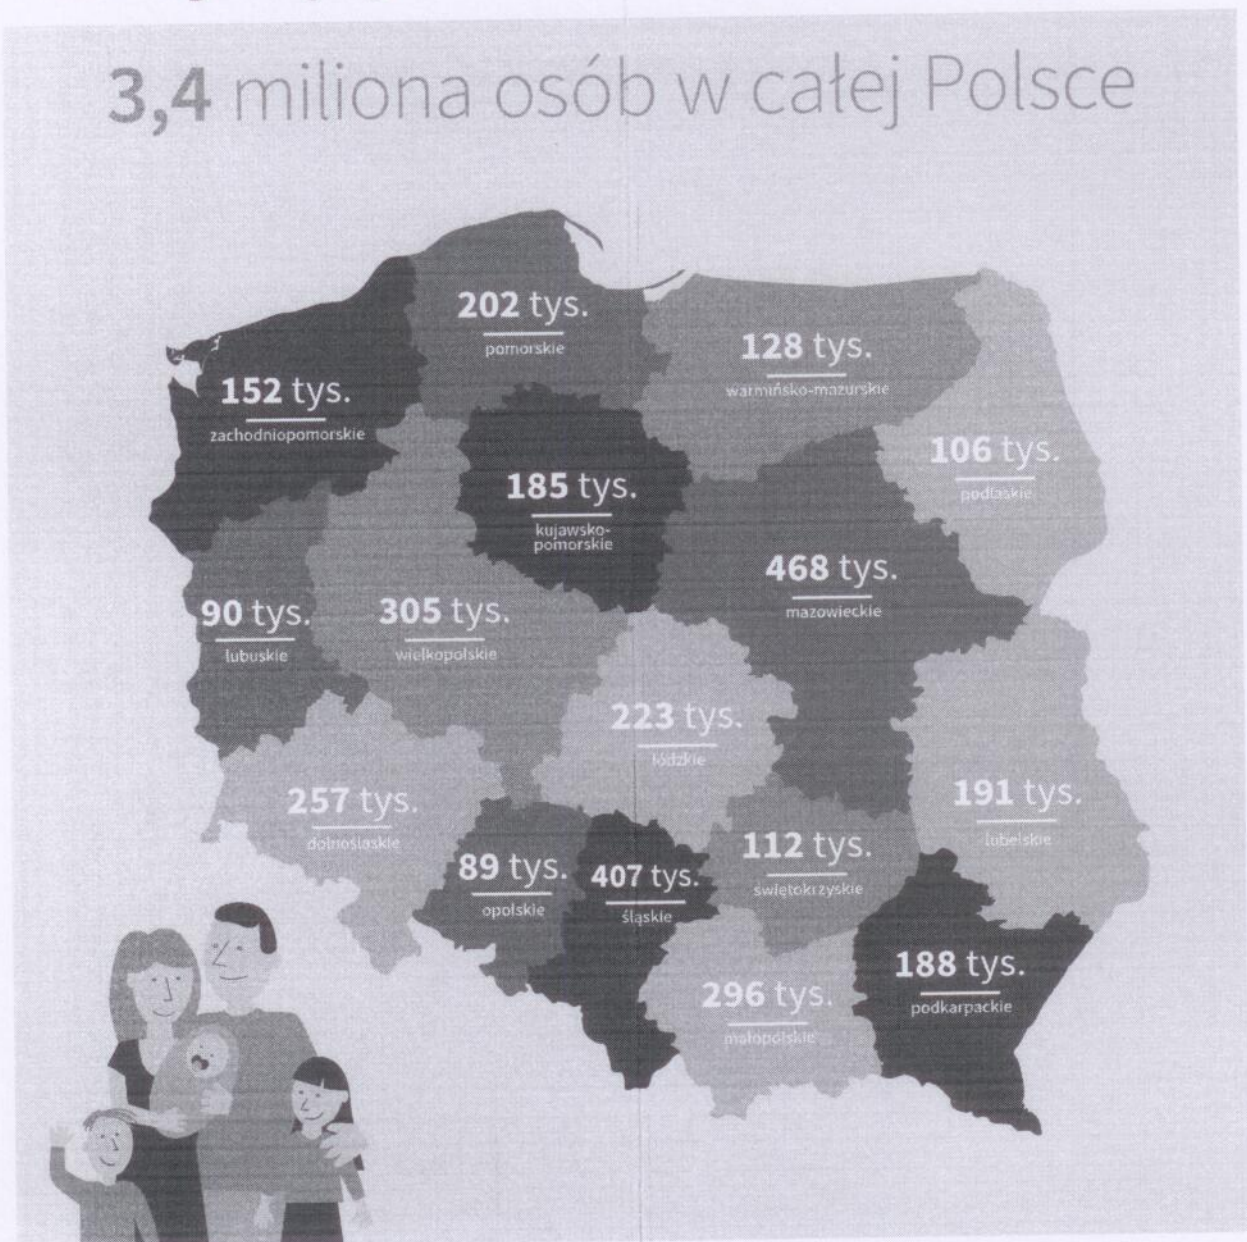 3,4 miliona osób w całej Polsce
202 tys.
pomorskie
128 tys.
warmińsko-mazurskie
152 tys.
zachodniopomorskie
106 tys.
podlaskie
185 tys.
kujawsko-
pomorskie
468 tys.
mazowieckie
90 tys.
lubuskie
305 tys.
wielkopolskie
223 tys.
łódzkie
257 tys.
dolnośląskie
191 tys.
lubelskie
112 tys.
świętokrzyskie
89 tys.
opolskie
407 tys.
śląskie
188 tys.
podkarpackie
296 tys.
małopolskie